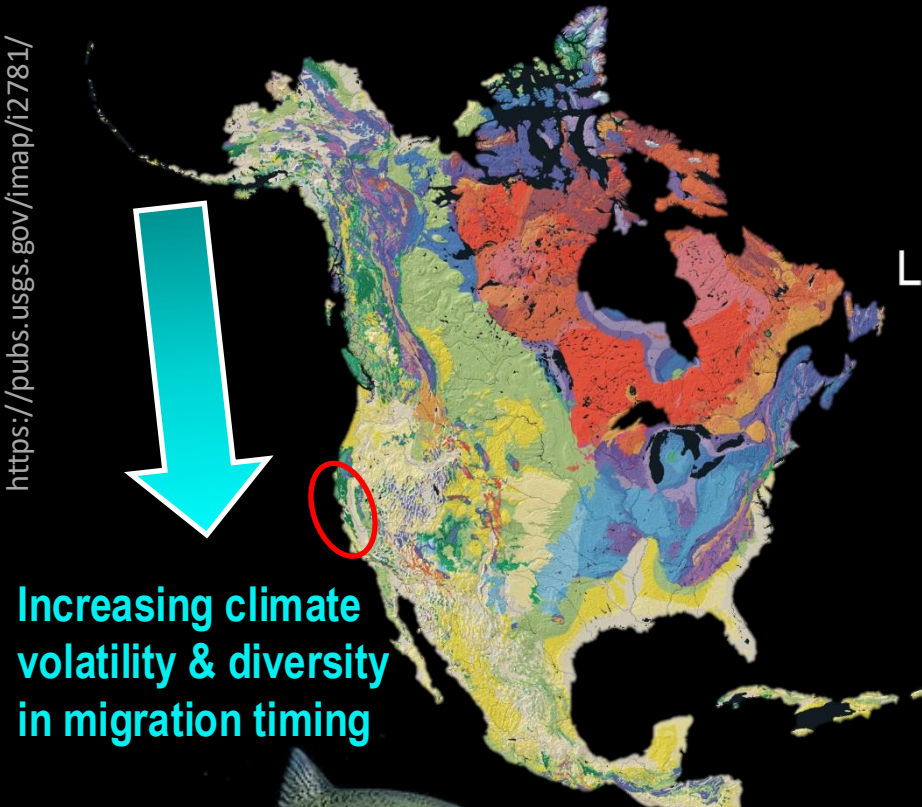 https://pubs.usgs.gov/imap/i2781/
L
Increasing climate
volatility & diversity
in migration timing